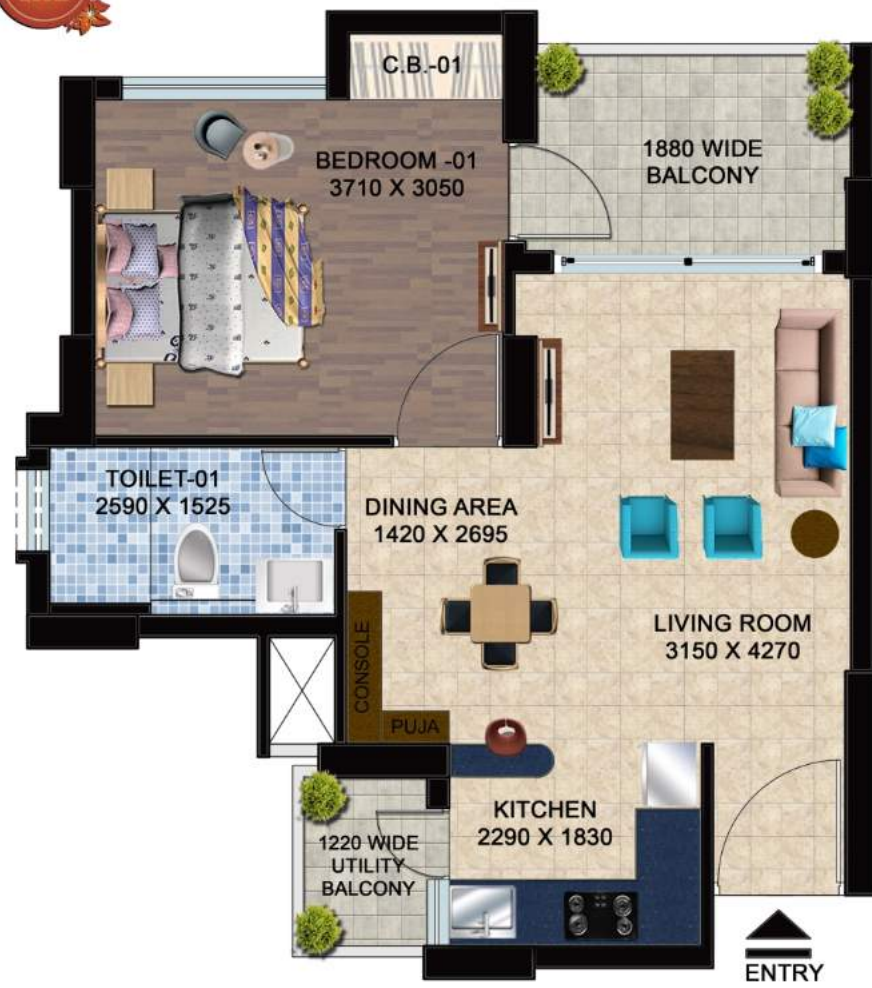 C.B.-01
BEDROOM -01
3710 X 3050
1880 WIDE
BALCONY
TOILET-01
2590 X 1525
DINING AREA
1420 X 2695
LIVING ROOM
3150 X 4270
CONSOLE
PUJA
KITCHEN
2290 X 1830
1220 WIDE
UTILITY
BALCONY
ENTRY